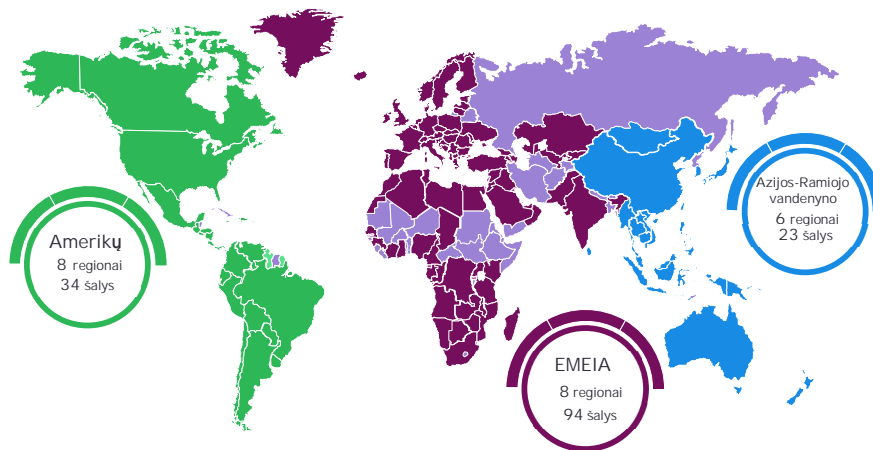 Amerikų
8 regionai
34 šalys
EMEIA
8 regionai
94 šalys
Azijos-Ramiojo
vandenyno
6 regionai
23 šalys